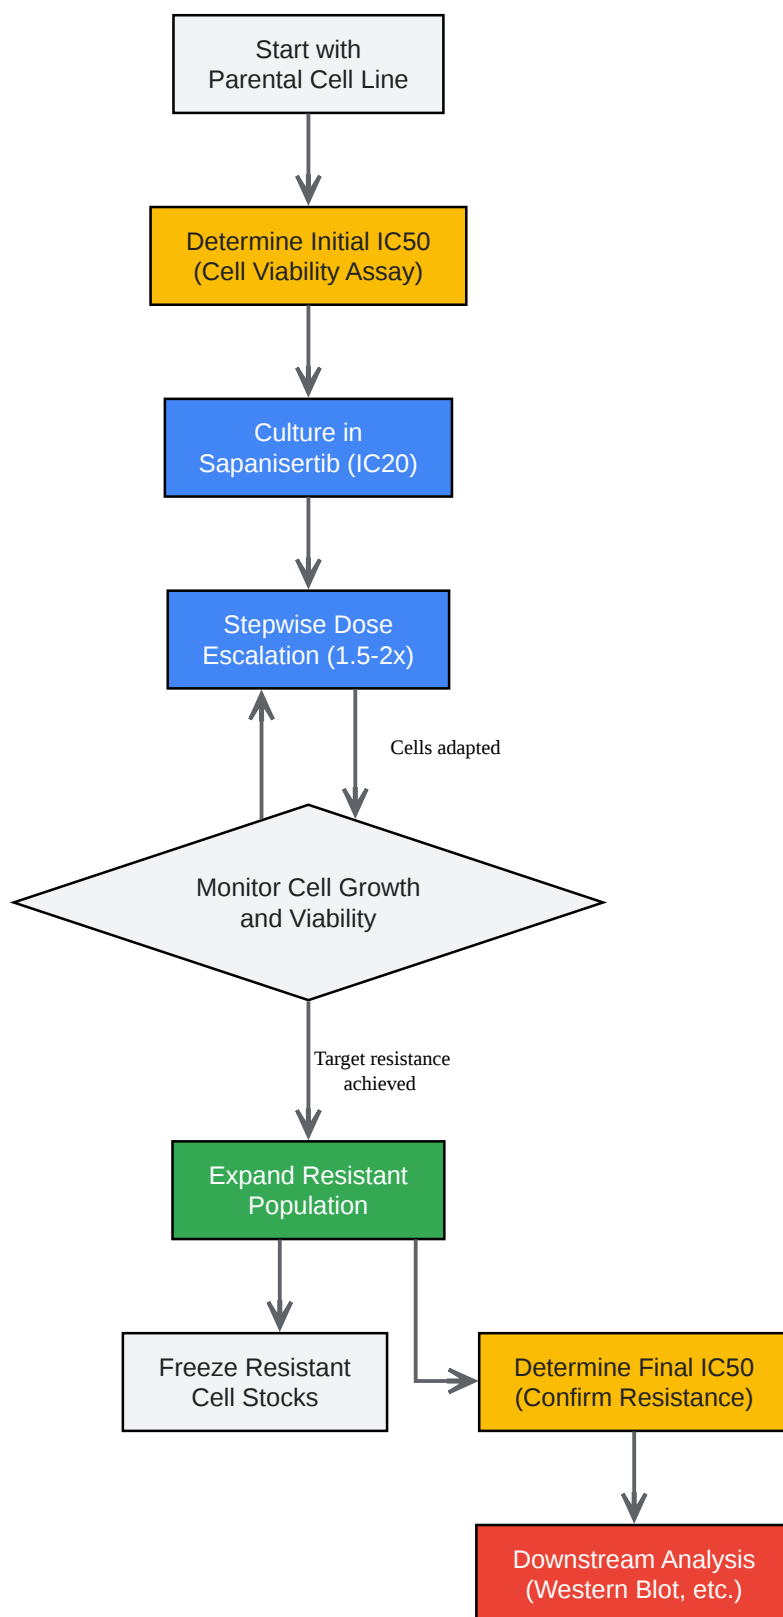 Start with
Parental Cell Line
Determine Initial IC50
(Cell Viability Assay)
Culture in
Sapanisertib (IC20)
Stepwise Dose
Escalation (1.5-2x)
Cells adapted
Monitor Cell Growth
and Viability
Target resistance
achieved
Expand Resistant
Population
Freeze Resistant
Cell Stocks
Determine Final IC50
(Confirm Resistance)
Downstream Analysis
(Western Blot, etc.)